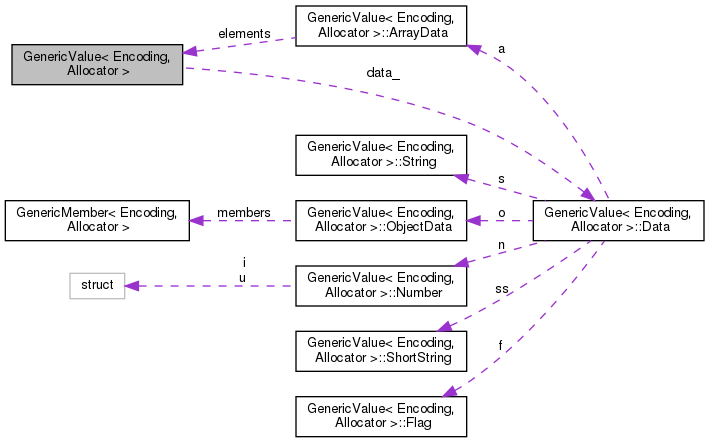 GenericValue< Encoding,
Allocator >::ArrayData
elements
GenericValue< Encoding,
Allocator >
data_
a
GenericValue< Encoding,
Allocator >::String
s
GenericMember< Encoding,
Allocator >
members
GenericValue< Encoding,
Allocator >::ObjectData
o
GenericValue< Encoding,
Allocator >::Data
n
i
u
struct
GenericValue< Encoding,
Allocator >::Number
ss
GenericValue< Encoding,
Allocator >::ShortString
f
GenericValue< Encoding,
Allocator >::Flag